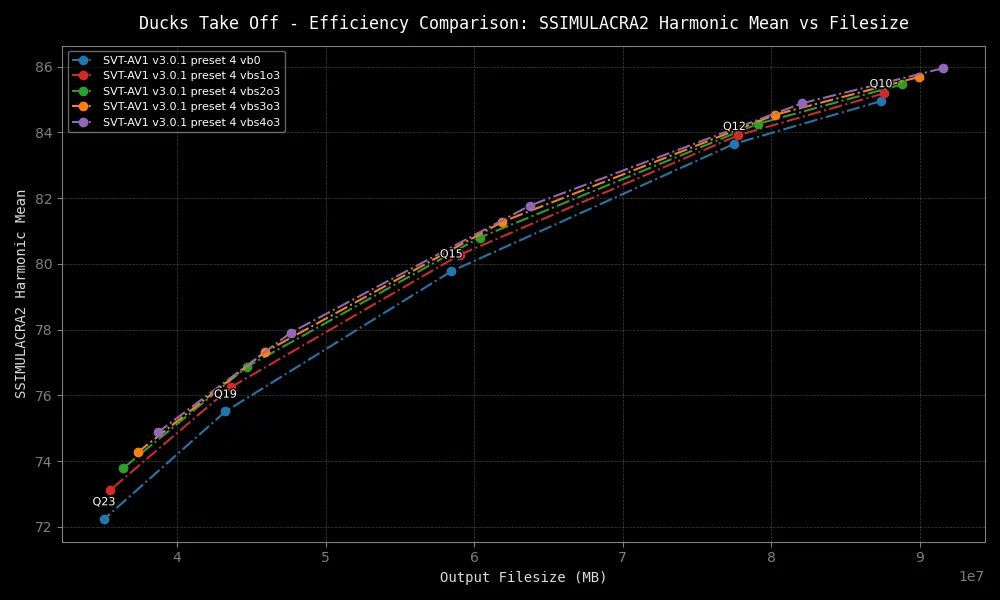 Ducks Take Off - Efficiency Comparison: SSIMULACRA2 Harmonic Mean vs Filesize
SVT-AV1 v3.0.1 preset 4 vb0
SVT-AV1 v3.0.1 preset 4 vbs1o3
SVT-AV1 v3.0.1 preset 4 vbs2o3
SVT-AV1 v3.0.1 preset 4 vbs3o3
SVT-AV1 v3.0.1 preset 4 vbs4o3
86
84
82
80
78
76
74
72
SSIMULACRA2 Harmonic Mean
Q10
Q12
Q15
Q19
Q23
4 5 6 7 8 9
1e7
Output Filesize (MB)